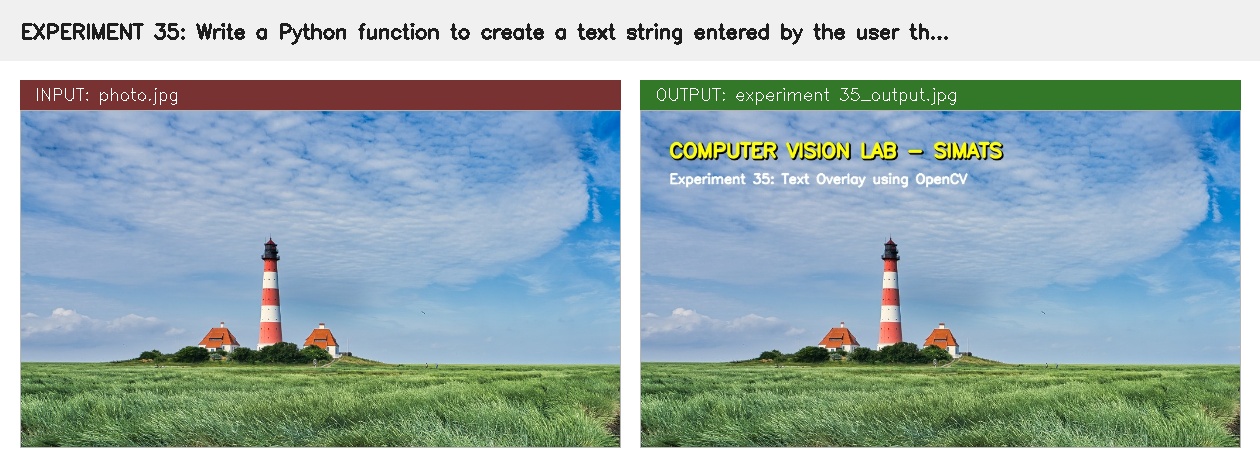 EXPERIMENT 35: Write a Python function to create a text string entered by the user th...
INPUT: photo.jpg
OUTPUT: experiment 35_output.jpg
COMPUTER VISION LAB - SIMATS
Experiment 35: Text Overlay using OpenCV